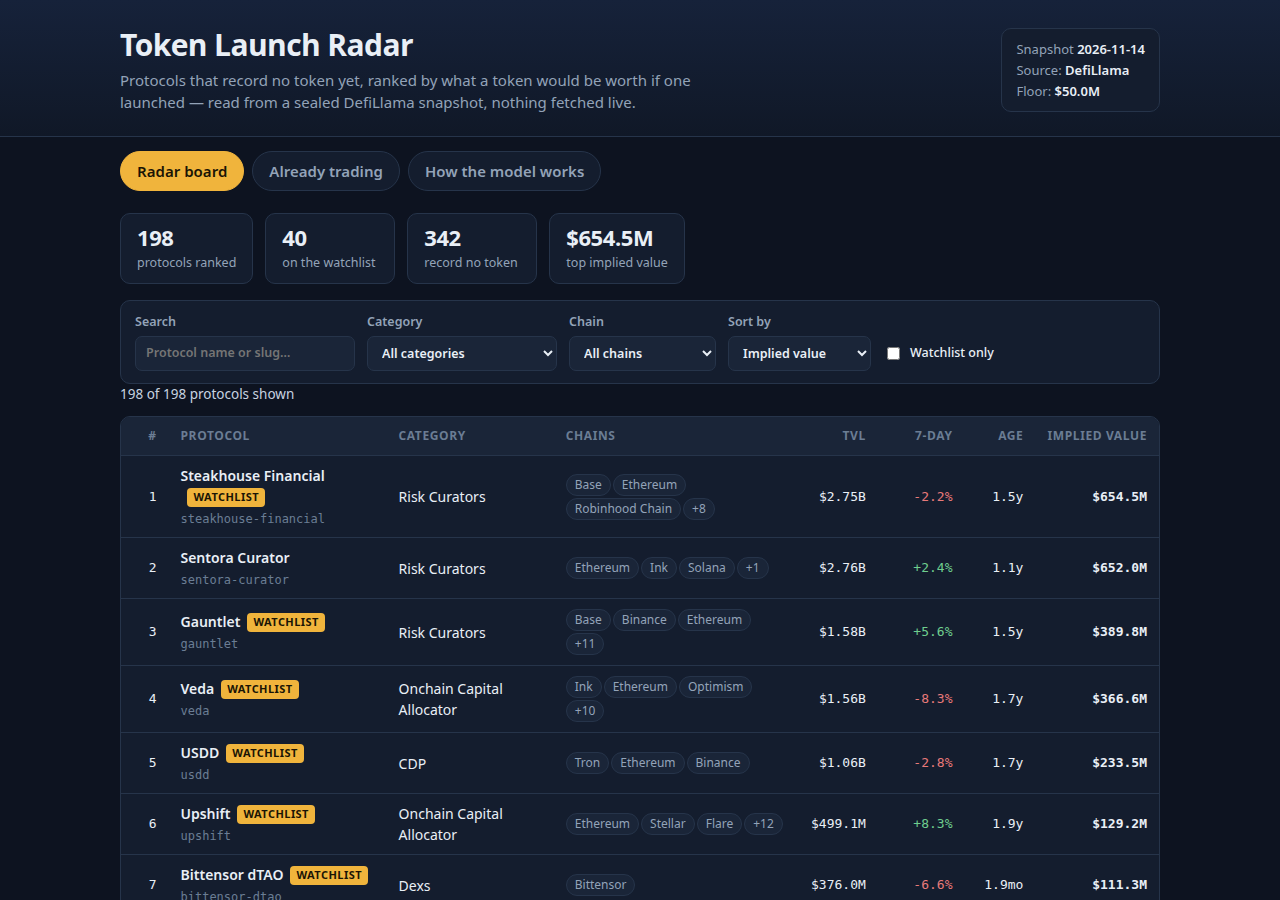 Token Launch Radar
Protocols that record no token yet, ranked by what a token would be worth if one
launched — read from a sealed DefiLlama snapshot, nothing fetched live.
Snapshot 2026-11-14
Source: DefiLlama
Floor: $50.0M
Radar board
Already trading
How the model works
198
protocols ranked
40
on the watchlist
342
record no token
$654.5M
top implied value
Search
Category
Chain
Sort by
Protocol name or slug...
All categories
All chains
Implied value
Watchlist only
198 of 198 protocols shown
# PROTOCOL CATEGORY CHAINS TVL 7-DAY AGE IMPLIED VALUE
1 Steakhouse Financial WATCHLIST steakhouse-financial Risk Curators Base Ethereum Robinhood Chain +8 $2.75B -2.2% 1.5y $654.5M
2 Sentora Curator sentora-curator Risk Curators Ethereum Ink Solana +1 $2.76B +2.4% 1.1y $652.0M
3 Gauntlet WATCHLIST gauntlet Risk Curators Base Binance Ethereum +11 $1.58B +5.6% 1.5y $389.8M
4 Veda WATCHLIST veda Onchain Capital Allocator Ink Ethereum Optimism +10 $1.56B -8.3% 1.7y $366.6M
5 USDD WATCHLIST usdd CDP Tron Ethereum Binance $1.06B -2.8% 1.7y $233.5M
6 Upshift WATCHLIST upshift Onchain Capital Allocator Ethereum Stellar Flare +12 $499.1M +8.3% 1.9y $129.2M
7 Bittensor dTAO WATCHLIST bittensor-dtao Dexs Bittensor $376.0M -6.6% 1.9mo $111.3M